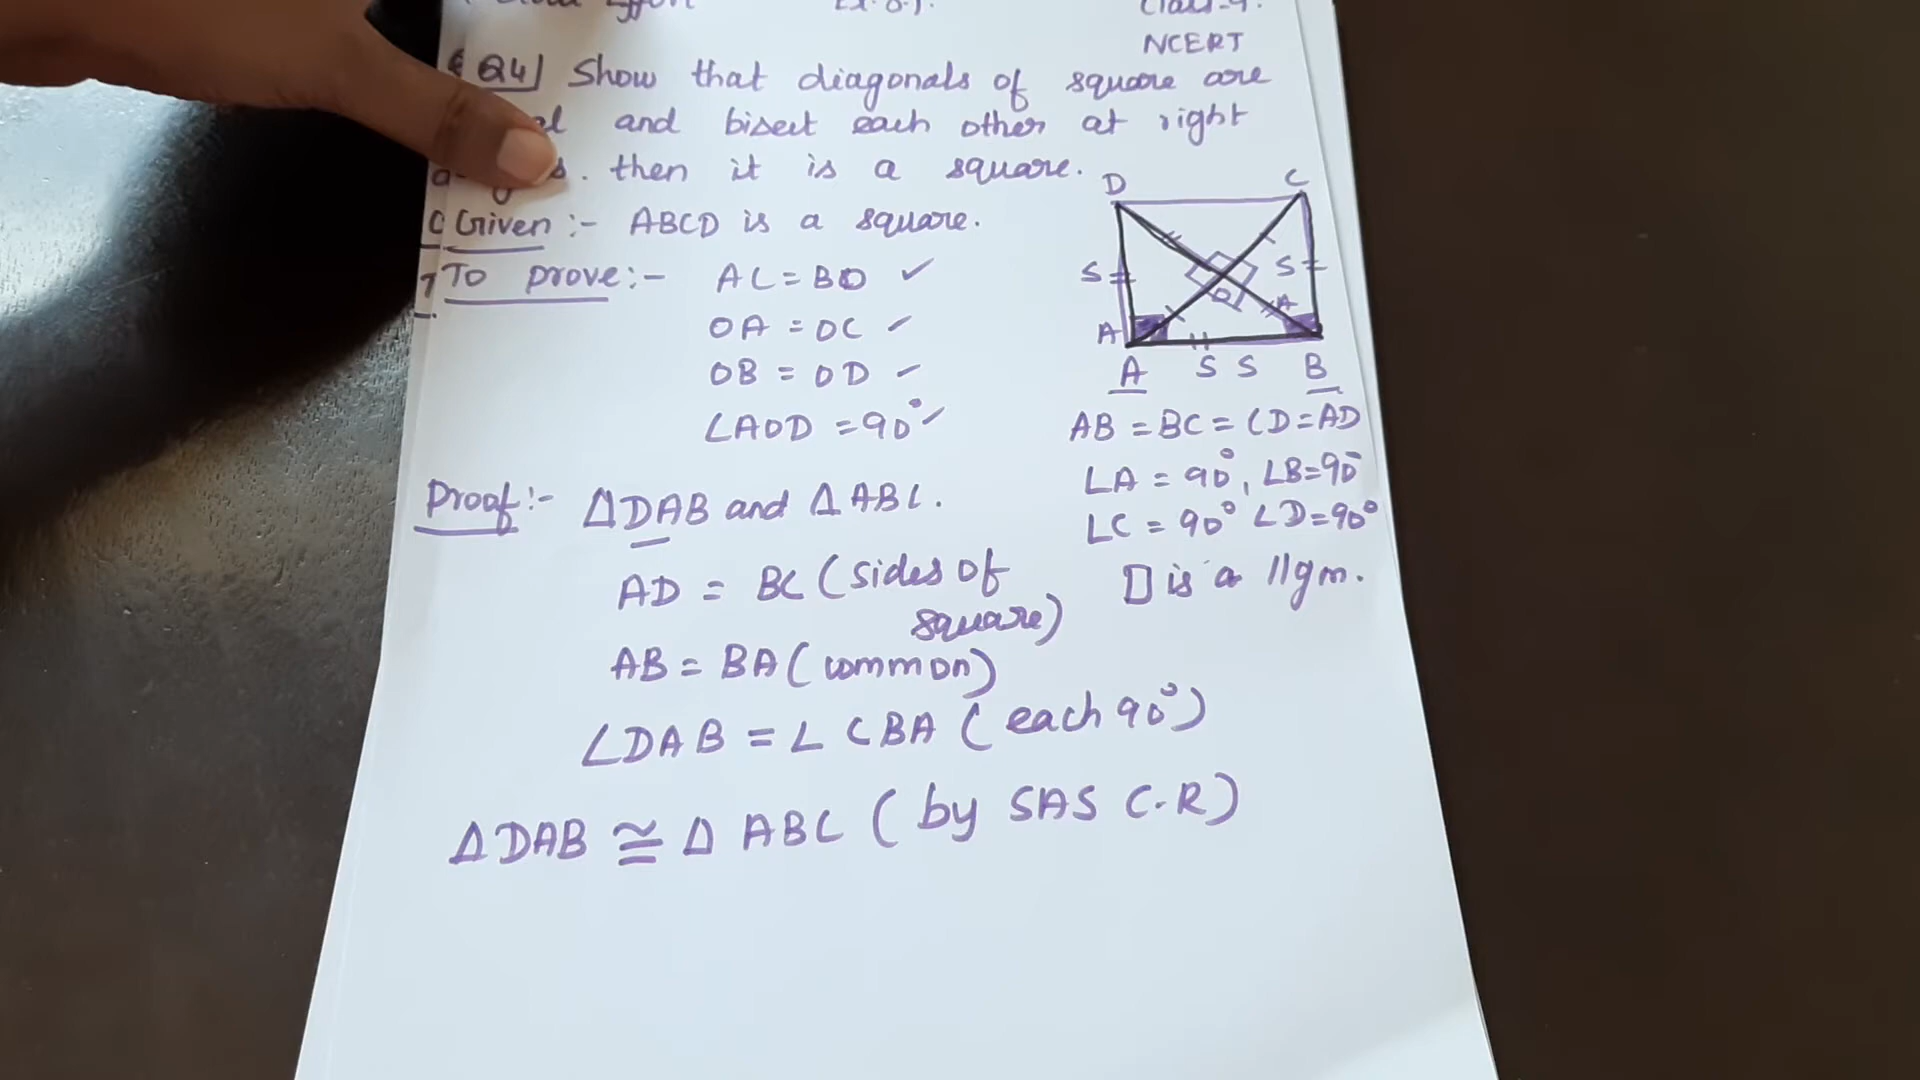 Class-9.
NCERT
Q4) Show that diagonals of square are
and bisect each other at right
then it is a square.
Given :- ABCD is a square.
To prove :- AC = BD ✓
OA = OC ✓
OB = OD ✓
∠AOD = 90° ✓
D C
S S
O A
A
A S S B
AB = BC = CD = AD
∠A = 90°, ∠B = 90°
∠C = 90° ∠D = 90°
▯ is a llgm.
Proof :- ΔDAB and ΔABC.
AD = BC (sides of
square)
AB = BA (common)
∠DAB = ∠CBA (each 90°)
ΔDAB ≅ ΔABC (by SAS C.R)